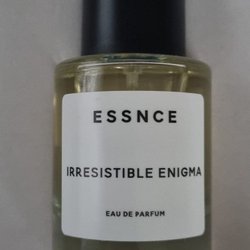 ESSNCE
IRRESISTIBLE ENIGMA
EAU DE PARFUM